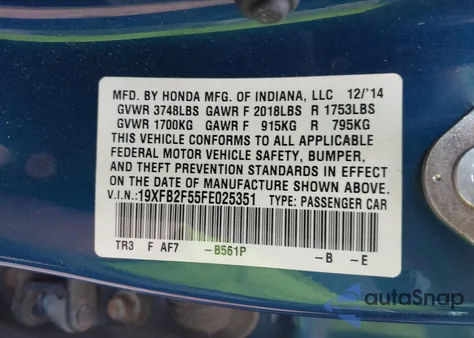 MFD. BY HONDA MFG. OF INDIANA, LLC 12/'14
GVWR 3748LBS GAWR F 2018LBS R 1753LBS
GVWR 1700KG GAWR F 915KG R 795KG
THIS VEHICLE CONFORMS TO ALL APPLICABLE
FEDERAL MOTOR VEHICLE SAFETY, BUMPER,
AND THEFT PREVENTION STANDARDS IN EFFECT
ON THE DATE OF MANUFACTURE SHOWN ABOVE.
V.I.N.:19XFB2F55FE025351 TYPE: PASSENGER CAR
TR3 F AF7 -B561P -B -E
autoSnap